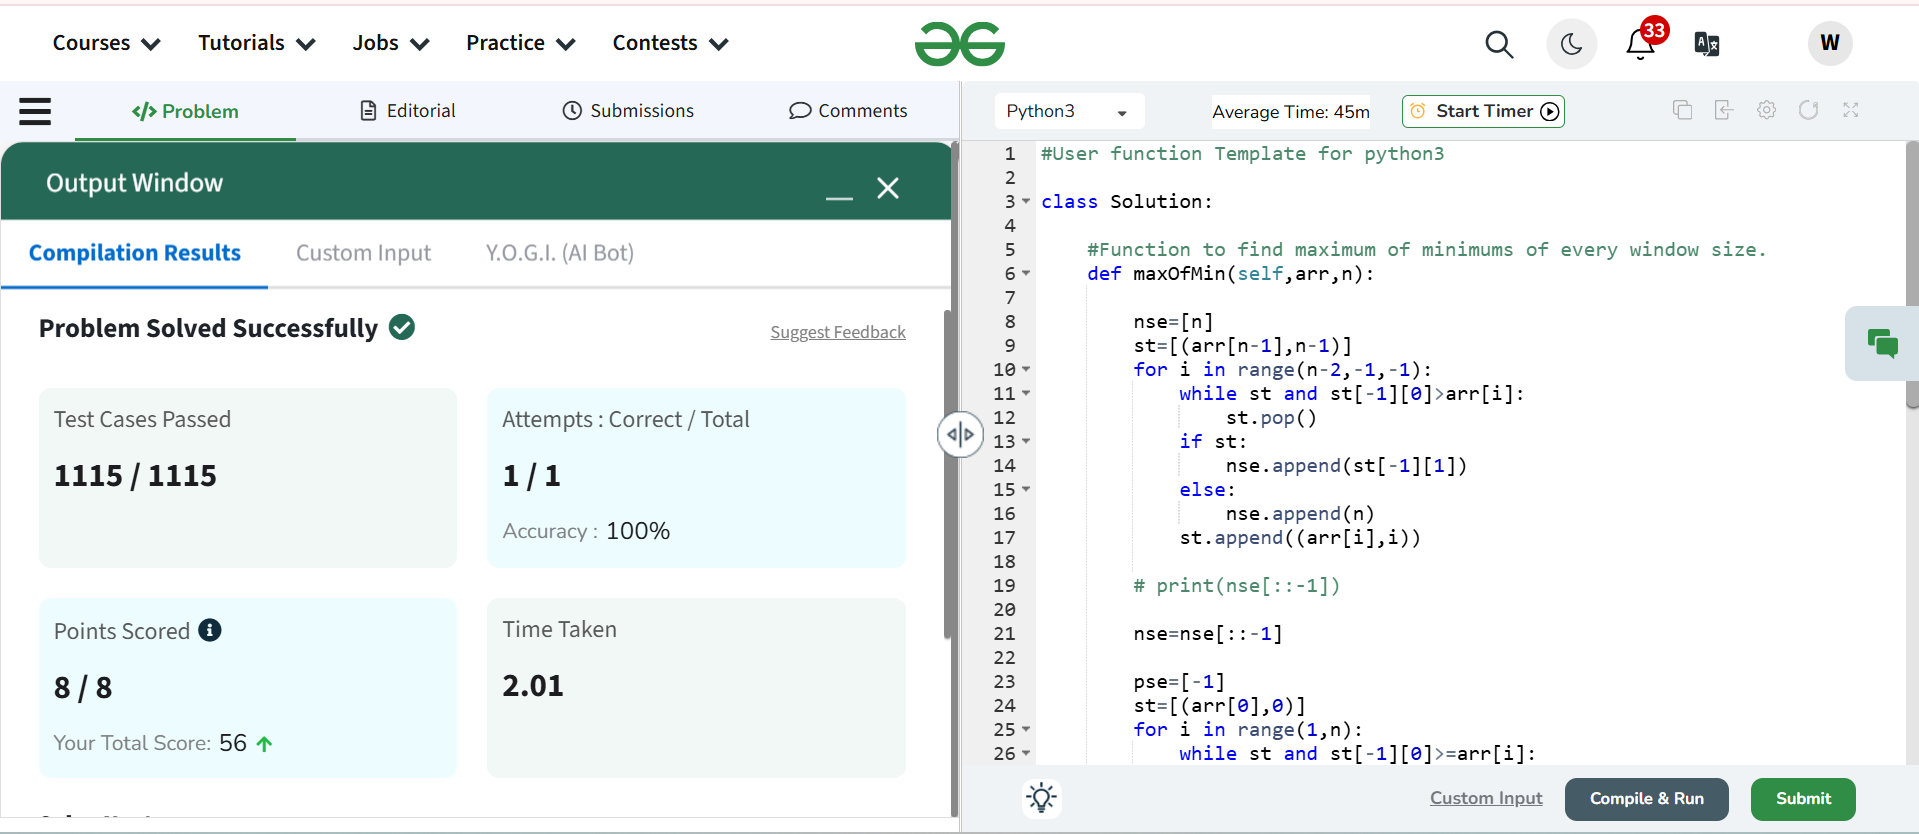 Courses Tutorials Jobs Practice Contests 33 W
Problem Editorial Submissions Comments
Python3 Average Time: 45m Start Timer
Output Window
Compilation Results Custom Input Y.O.G.I. (AI Bot)
Problem Solved Successfully Suggest Feedback
Test Cases Passed
1115 / 1115
Attempts : Correct / Total
1 / 1
Accuracy : 100%
Points Scored
8 / 8
Your Total Score: 56
Time Taken
2.01
1 #User function Template for python3
2
3 class Solution:
4
5 #Function to find maximum of minimums of every window size.
6 def maxOfMin(self,arr,n):
7
8 nse=[n]
9 st=[(arr[n-1],n-1)]
10 for i in range(n-2,-1,-1):
11 while st and st[-1][0]>arr[i]:
12 st.pop()
13 if st:
14 nse.append(st[-1][1])
15 else:
16 nse.append(n)
17 st.append((arr[i],i))
18
19 # print(nse[::-1])
20
21 nse=nse[::-1]
22
23 pse=[-1]
24 st=[(arr[0],0)]
25 for i in range(1,n):
26 while st and st[-1][0]>=arr[i]:
Custom Input Compile & Run Submit